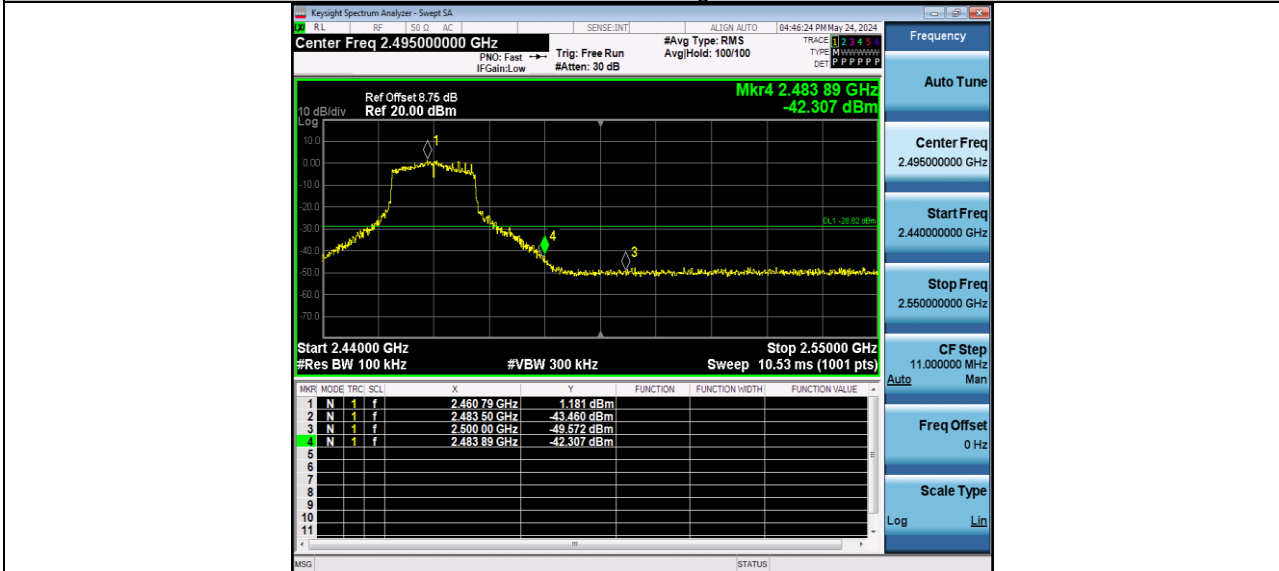 Keysight Spectrum Analyzer - Swept SA
RL RF 50 Ω AC SENSE:INT ALIGN AUTO 04:46:24 PM May 24, 2024
Center Freq 2.495000000 GHz
PNO: Fast
IFGain:Low
Trig: Free Run
#Atten: 30 dB
#Avg Type: RMS
Avg|Hold: 100/100
TRACE 1 2 3 4 5 6
TYPE M WWWWW
DET P P P P P P
Frequency
Auto Tune
Center Freq
2.495000000 GHz
Start Freq
2.440000000 GHz
Stop Freq
2.550000000 GHz
CF Step
11.000000 MHz
Auto Man
Freq Offset
0 Hz
Scale Type
Log Lin
Mkr4 2.483 89 GHz
-42.307 dBm
Ref Offset 8.75 dB
10 dB/div Ref 20.00 dBm
Log
10.0
0.00
-10.0
-20.0
-30.0
-40.0
-50.0
-60.0
-70.0
1
4
3
DL1 -28.82 dBm
Start 2.44000 GHz Stop 2.55000 GHz
#Res BW 100 kHz #VBW 300 kHz Sweep 10.53 ms (1001 pts)
MKR MODE TRC SCL X Y FUNCTION FUNCTION WIDTH FUNCTION VALUE
1 N 1 f 2.460 79 GHz 1.181 dBm
2 N 1 f 2.483 50 GHz -43.460 dBm
3 N 1 f 2.500 00 GHz -49.572 dBm
4 N 1 f 2.483 89 GHz -42.307 dBm
5
6
7
8
9
10
11
MSG STATUS